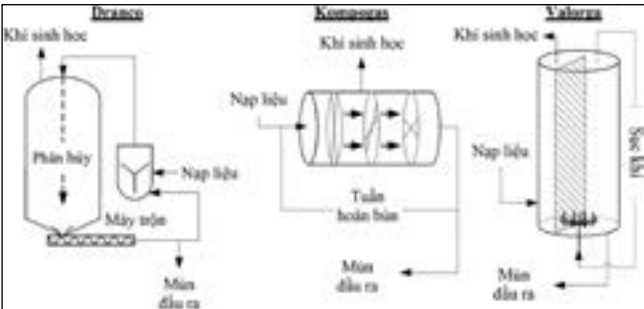 Dranco
Khí sinh học
Phân hủy
Nạp liệu
Máy trộn
Mùn
đầu ra
Kompogas
Khí sinh học
Nạp liệu
Tuần
hoàn bùn
Mùn
đầu ra
Valorga
Khí sinh học
Nạp liệu
Sục khí
Mùn
đầu ra